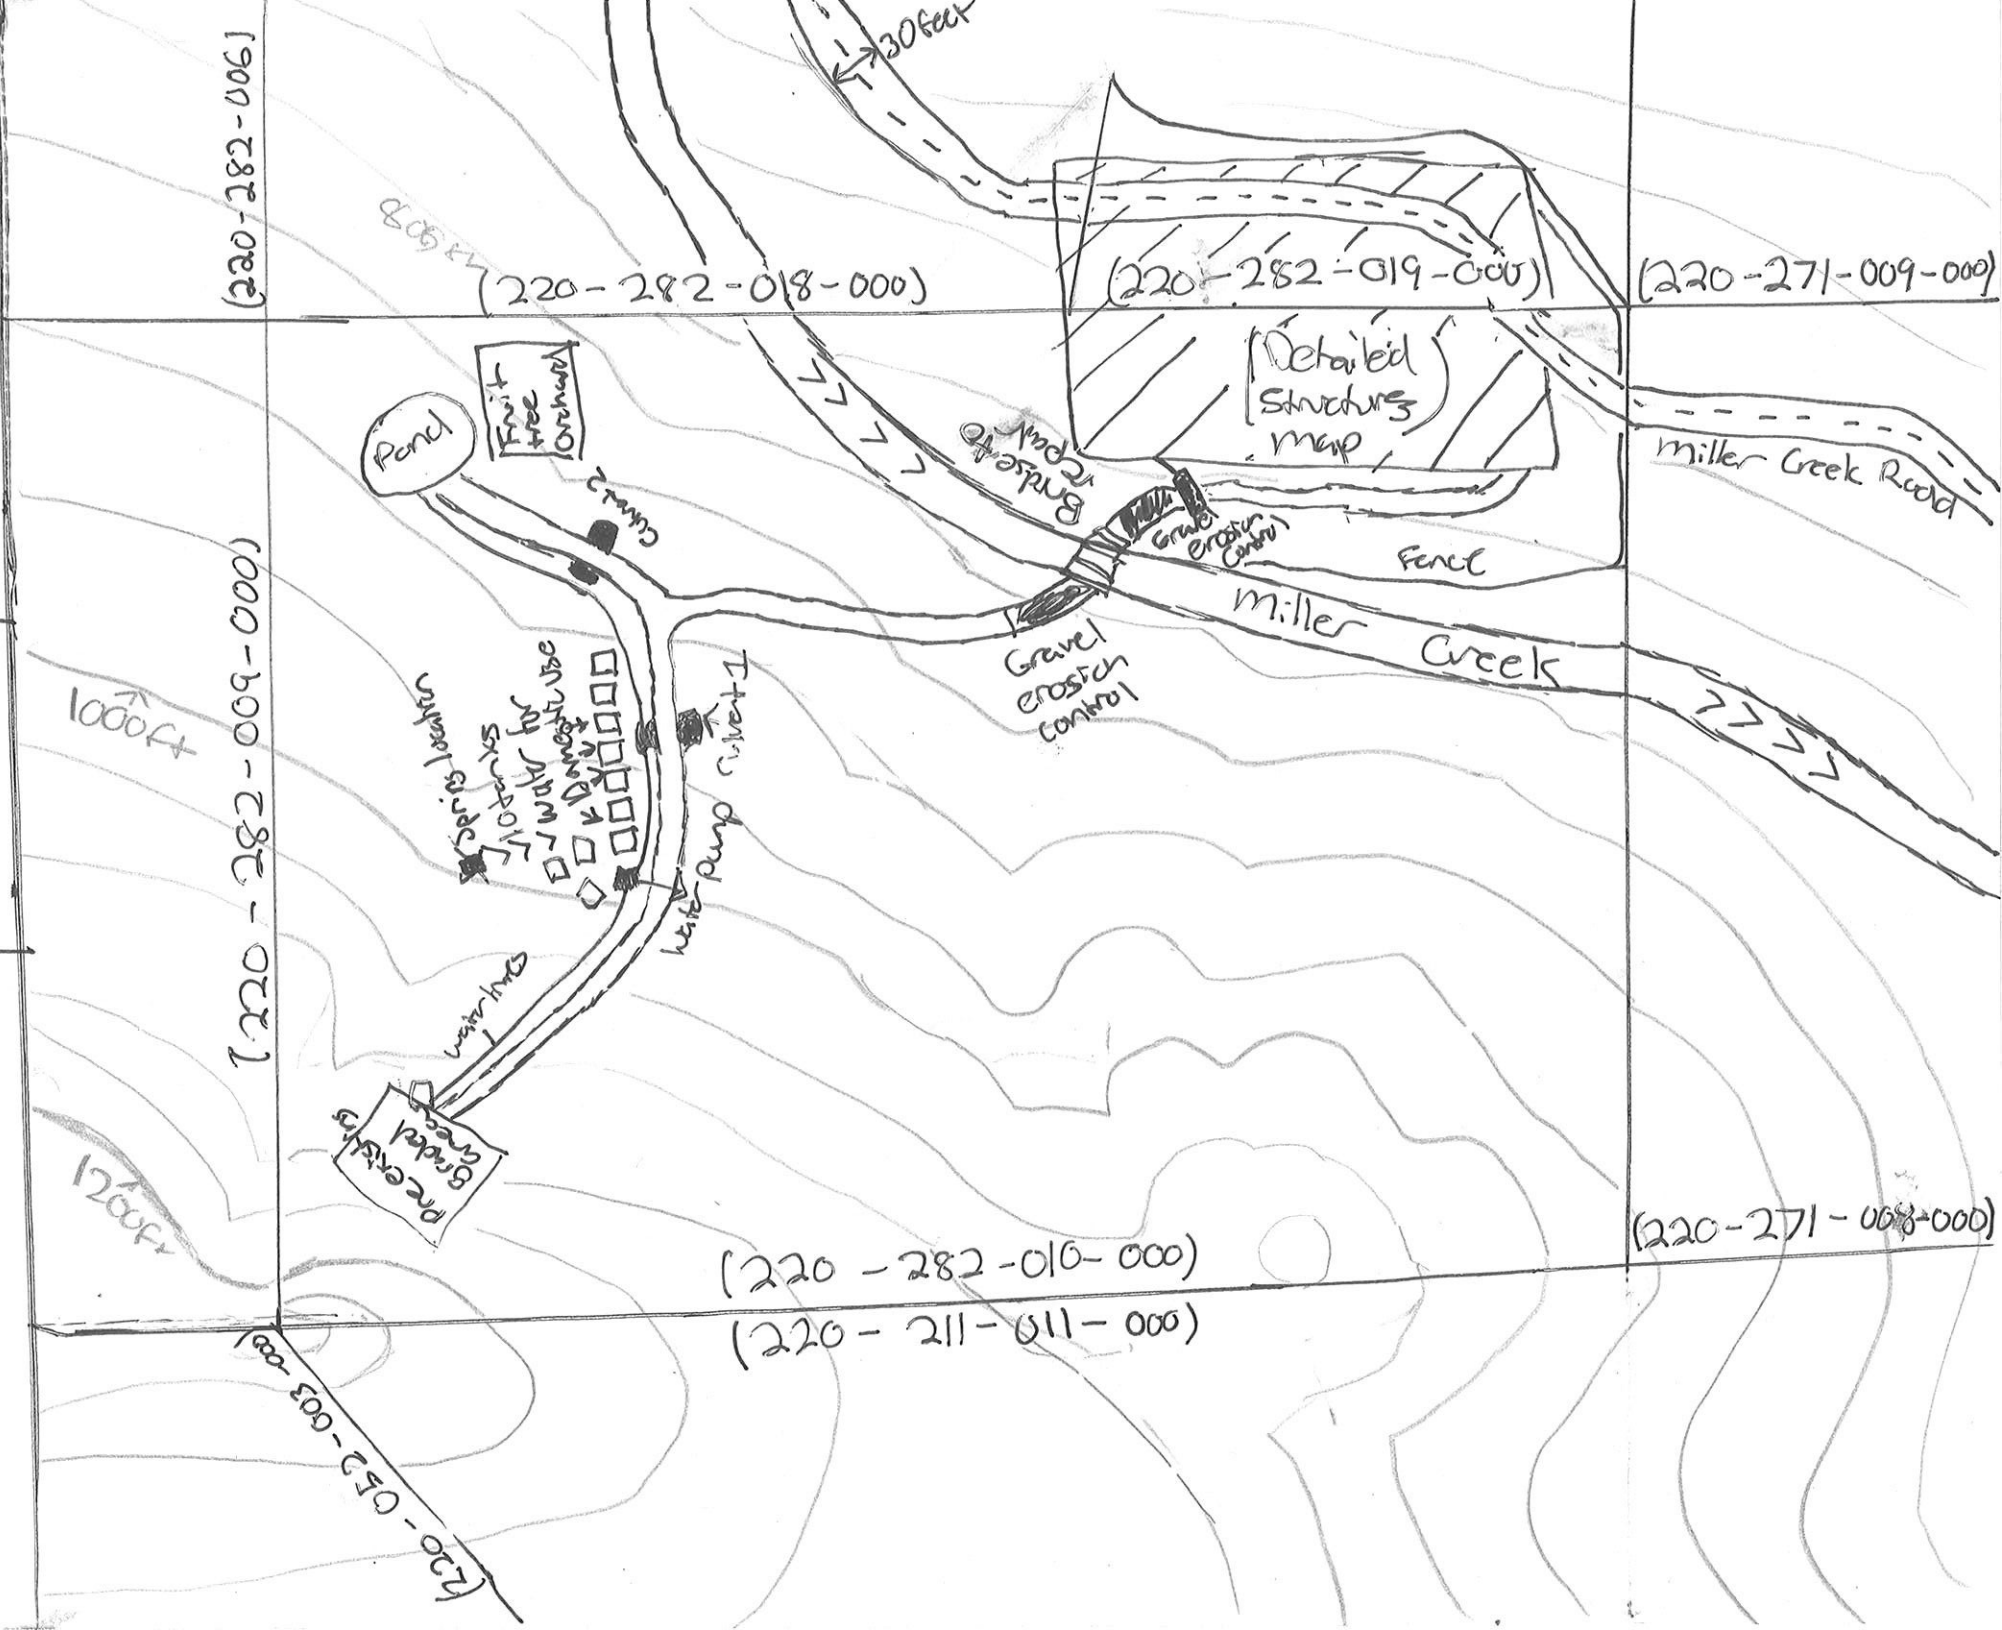 30 feet
(220-282-006)
800ft
(220-282-018-000)
(220-282-019-000)
(220-271-009-000)
(Detailed
Structures
map)
Fruit
tree
Orchard
Pond
Bridge to
Culvert 2
Gravel
erosion
control
Miller Creek Road
Fence
Miller Creek
Gravel
erosion
control
(220-282-009-000)
1000ft
Spring location
10 tanks
water for
Domestic use
culvert 1
Water Pump
water lines
Pre existing
Graded
Area
1200ft
(220-282-010-000)
(220-271-008-000)
(220-211-011-000)
(220-052-003-000)